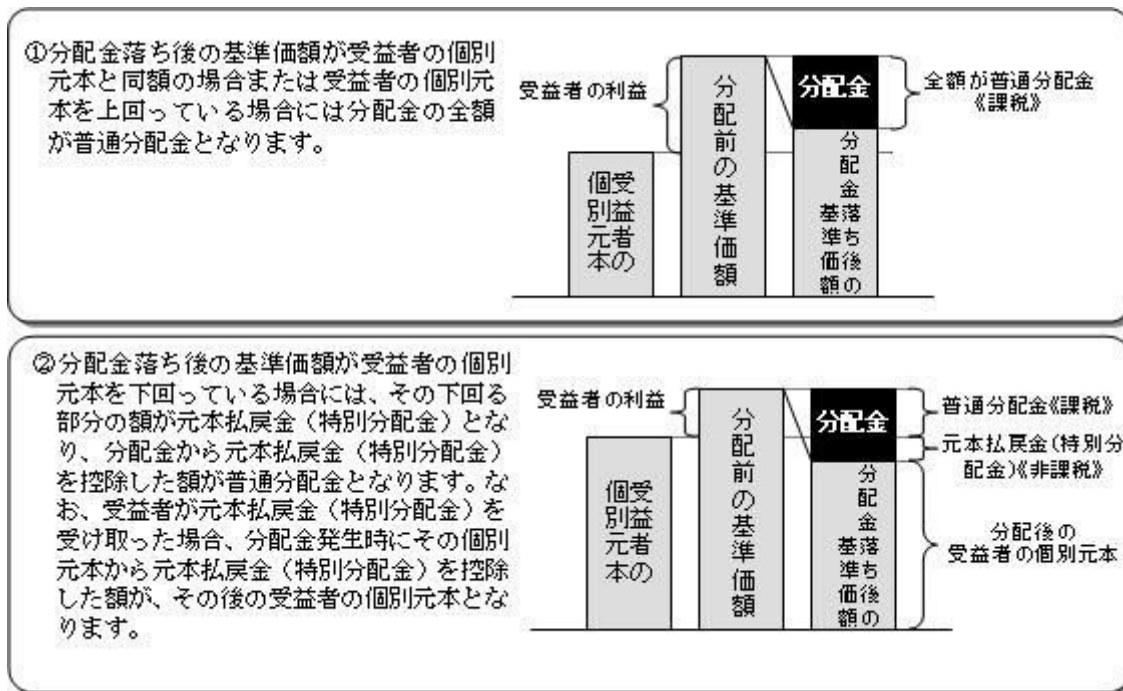 ①分配金落ち後の基準価額が受益者の個別
元本と同額の場合または受益者の個別元
本を上回っている場合には分配金の全額
が普通分配金となります。
受益者の利益
受益者の
個別元本
分配前の基準価額
分配金
分配金落ち後の
基準価額
全額が普通分配金
《課税》
②分配金落ち後の基準価額が受益者の個別
元本を下回っている場合には、その下回る
部分の額が元本払戻金（特別分配金）とな
り、分配金から元本払戻金（特別分配金）
を控除した額が普通分配金となります。な
お、受益者が元本払戻金（特別分配金）を
受け取った場合、分配金発生時にその個別
元本から元本払戻金（特別分配金）を控除
した額が、その後の受益者の個別元本とな
ります。
受益者の利益
受益者の
個別元本
分配前の基準価額
分配金
分配金落ち後の
基準価額
普通分配金《課税》
元本払戻金（特別分
配金）《非課税》
分配後の
受益者の個別元本